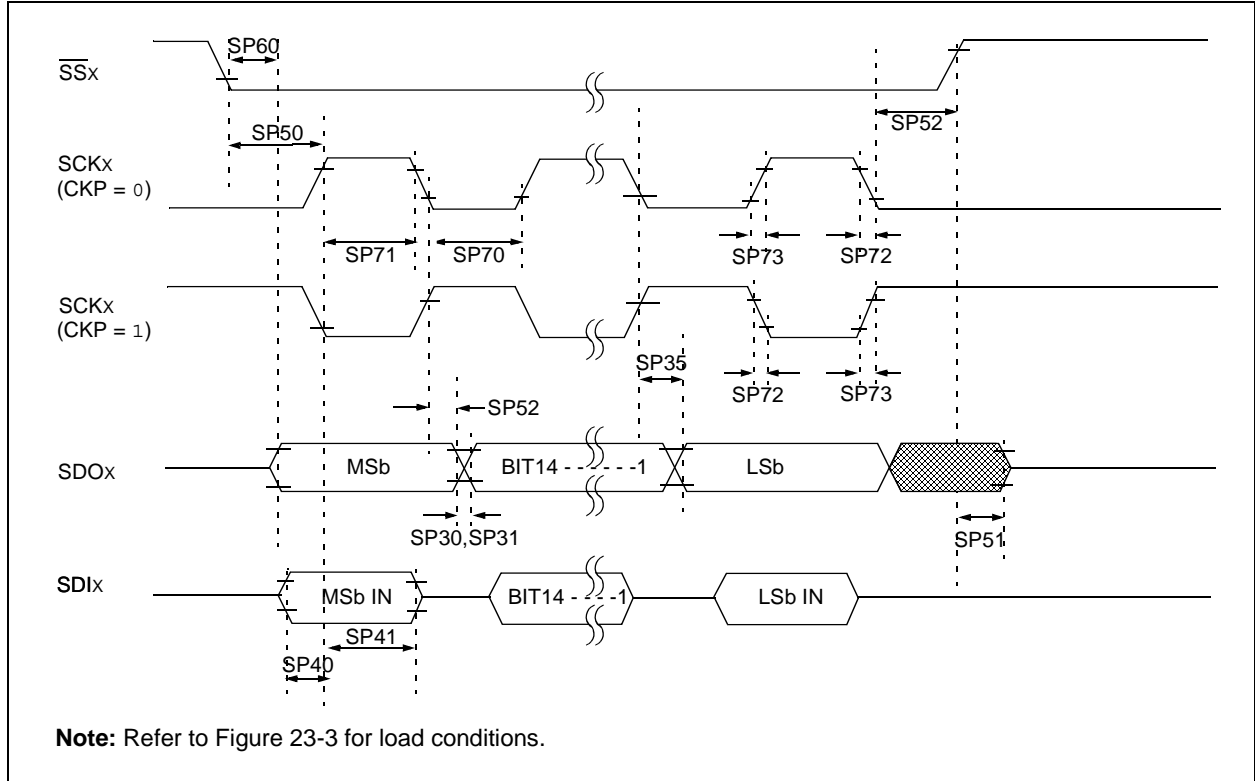 SP60
SSX
SP50
SP52
SCKX
(CKP = 0)
SP71
SP70
SP73
SP72
SCKX
(CKP = 1)
SP35
SP72
SP73
SP52
SDOX
MSb
BIT14 - - - - - -1
LSb
SP30,SP31
SP51
SDIX
MSb IN
BIT14 - - - -1
LSb IN
SP41
SP40
Note: Refer to Figure 23-3 for load conditions.